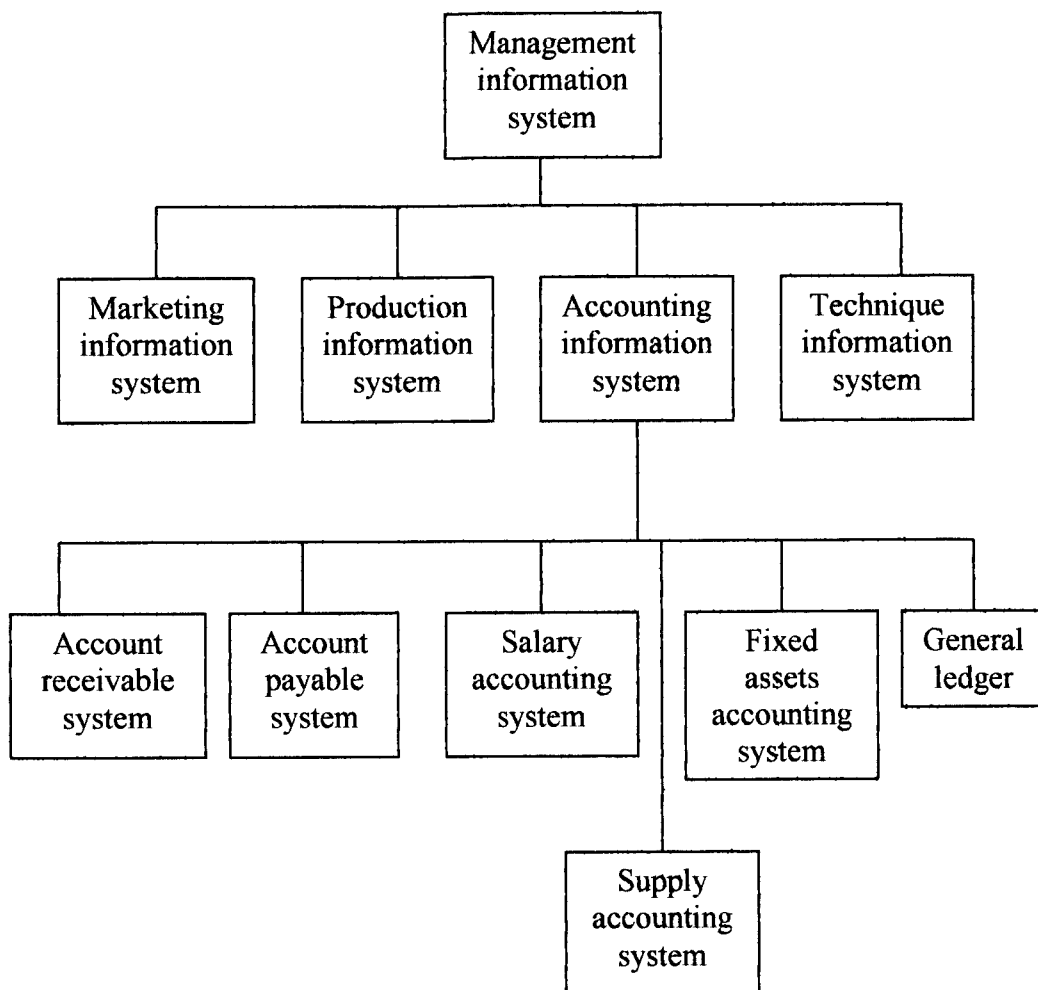 Management
information
system
Marketing
information
system
Production
information
system
Accounting
information
system
Technique
information
system
Account
receivable
system
Account
payable
system
Salary
accounting
system
Fixed
assets
accounting
system
General
ledger
Supply
accounting
system